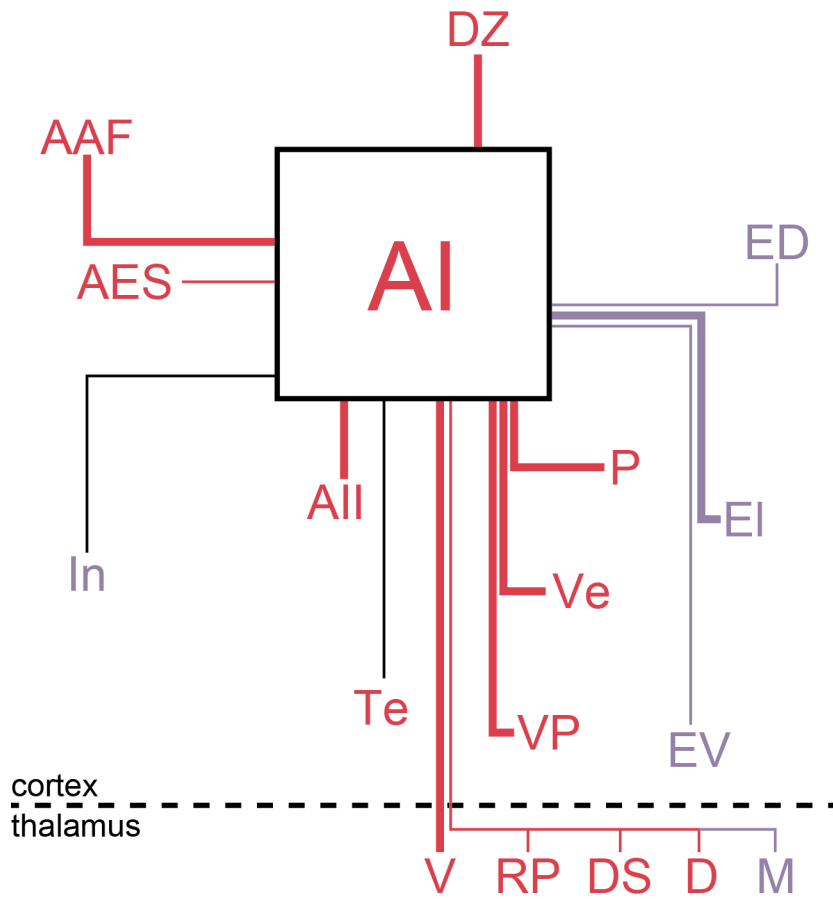 DZ
AAF
AI
ED
AES
P
AII
EI
In
Ve
Te
VP
EV
cortex
thalamus
V RP DS D M